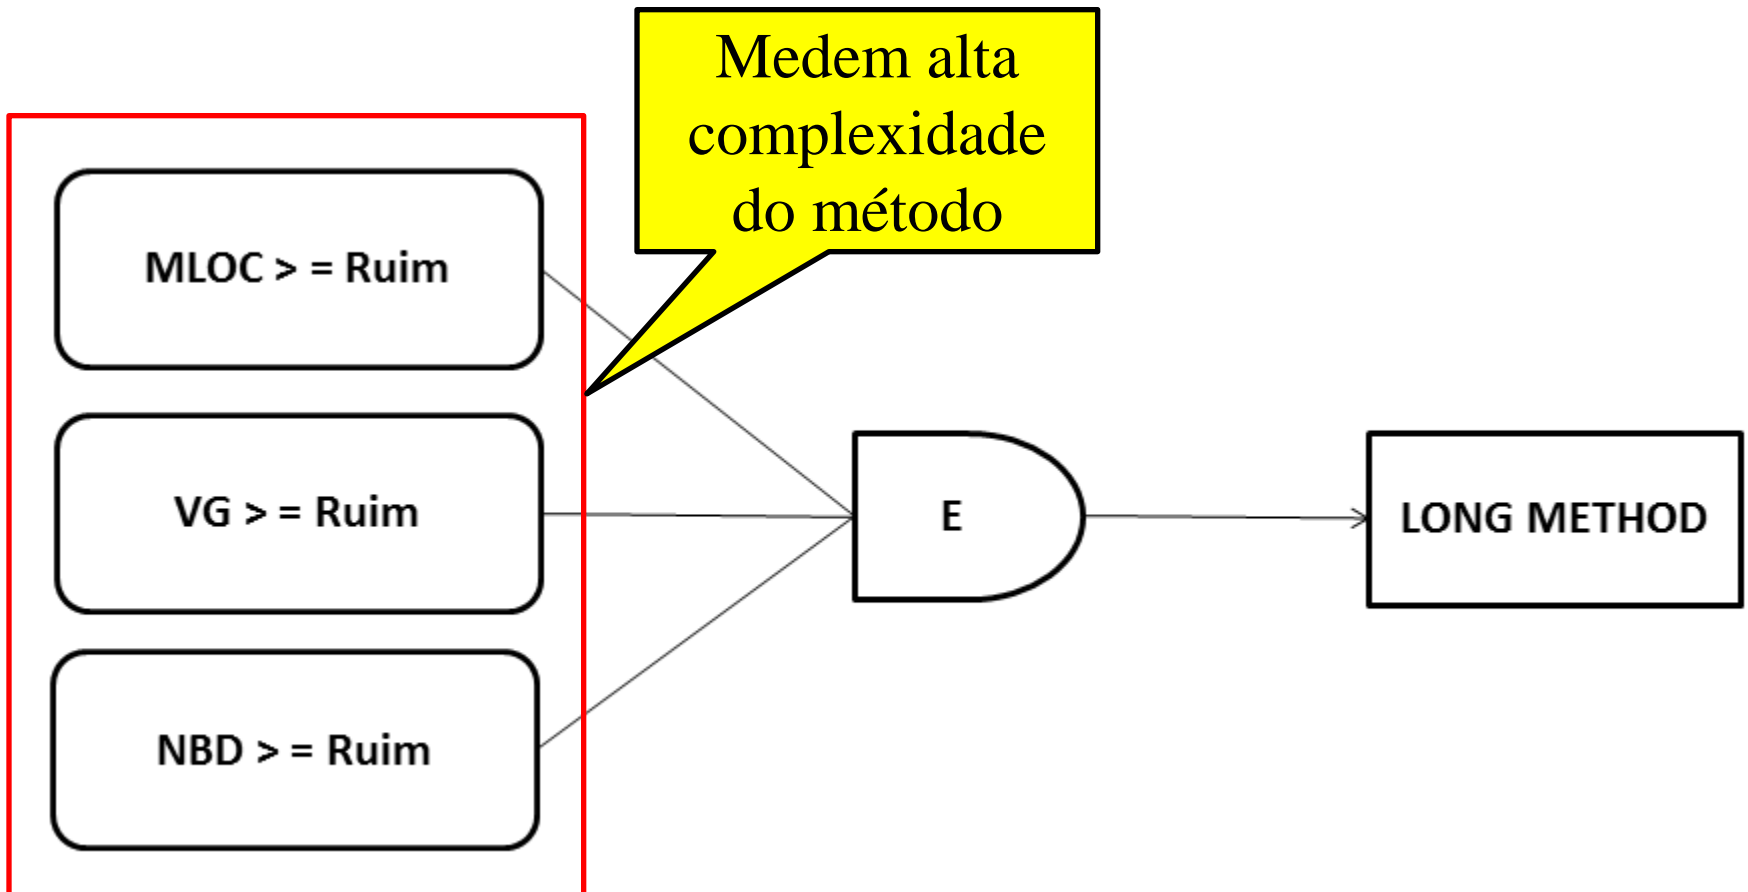 Medem alta
complexidade
do método
MLOC > = Ruim
VG > = Ruim
NBD > = Ruim
E
LONG METHOD